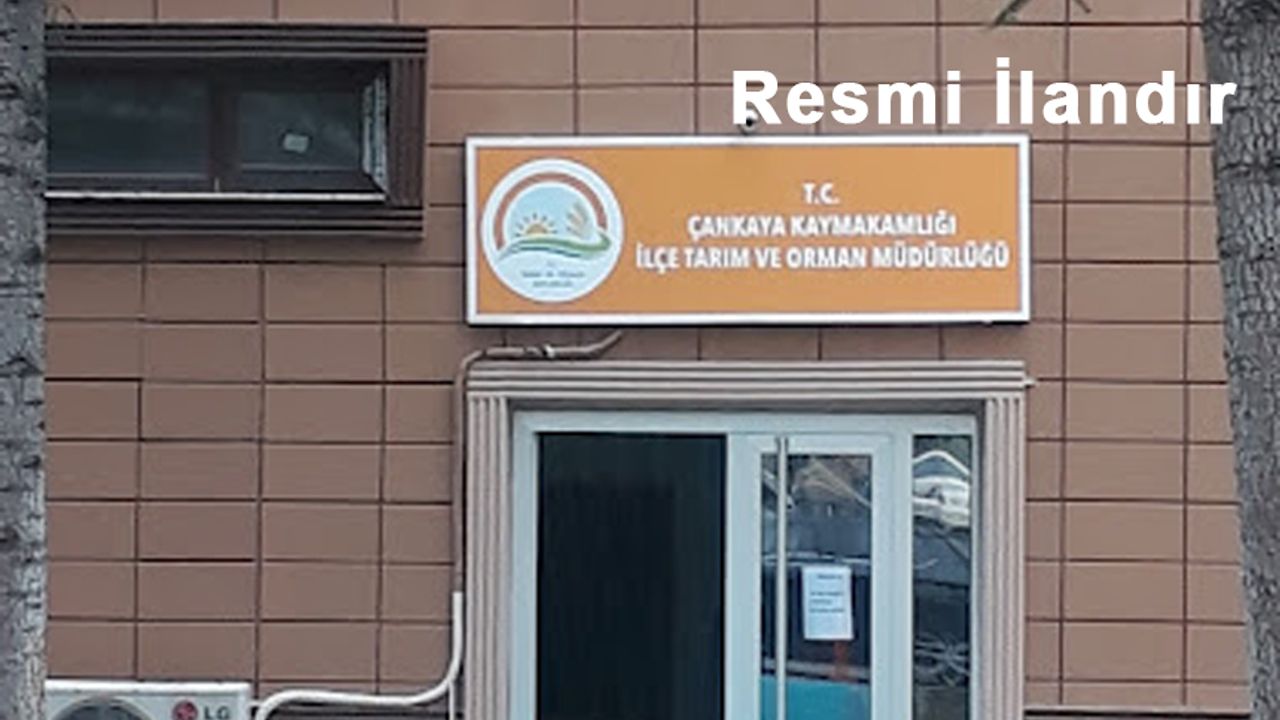 Resmi İlandır
T.C.
ÇANKAYA KAYMAKAMLIĞI
İLÇE TARIM VE ORMAN MÜDÜRLÜĞÜ
LG